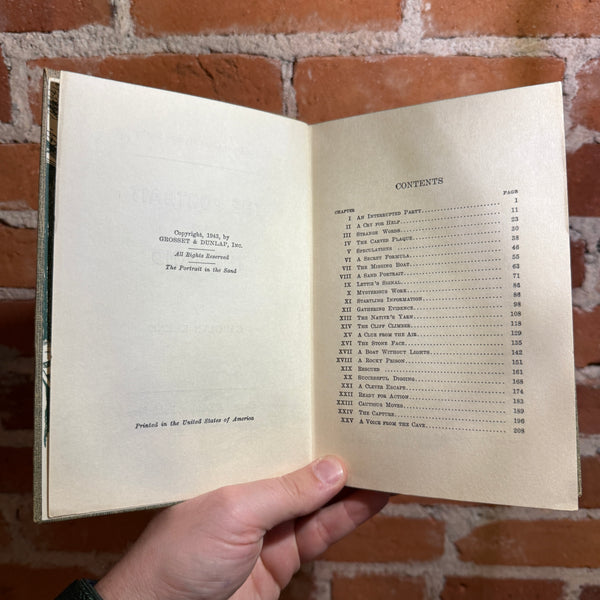 Copyright, 1943, by
GROSSET & DUNLAP, Inc.
All Rights Reserved
The Portrait in the Sand
Printed in the United States of America
CONTENTS
CHAPTER PAGE
I An Interrupted Party 1
II A Cry for Help 11
III Strange Words 23
IV The Carved Plaque 30
V Speculations 38
VI A Secret Formula 46
VII The Missing Boat 55
VIII A Sand Portrait 63
IX Lettie's Signal 71
X Mysterious Work
XI Startling Information 86
XII Gathering Evidence 98
XIII The Native's Yarn 108
XIV The Cliff Climber 118
XV A Clue from the Air 129
XVI The Stone Face 135
XVII A Boat Without Lights 142
XVIII A Rocky Prison 151
XIX Rescued 161
XX Successful Digging 168
XXI A Clever Escape 174
XXII Ready for Action 183
XXIII Cautious Moves 189
XXIV The Capture 196
XXV A Voice from the Cave 208